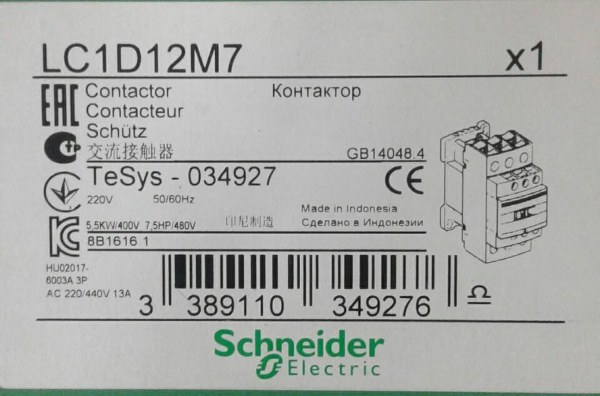 LC1D12M7 x1
EAC Contactor Контактор
Contacteur
Schütz
交流接触器 GB14048.4
TeSys - 034927 CE
220V 50/60Hz
Made in Indonesia
5,5KW/400V 7,5HP/480V 印尼制造 Сделано в Индонезии
8B1616 1
HU02017-
6003A 3P
AC 220/440V 13A
3 389110 349276
Schneider
Electric